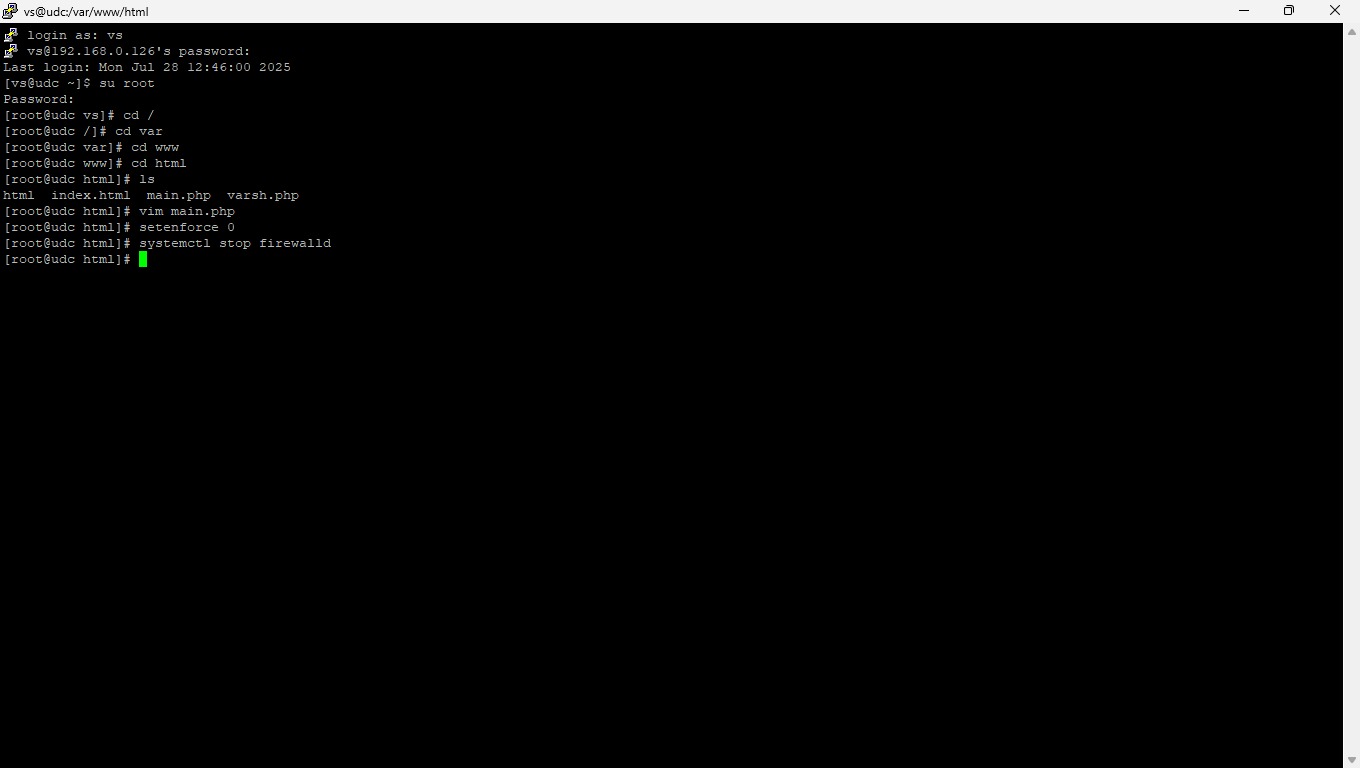 vs@udc:/var/www/html
login as: vs
vs@192.168.0.126's password:
Last login: Mon Jul 28 12:46:00 2025
[vs@udc ~]$ su root
Password:
[root@udc vs]# cd /
[root@udc /]# cd var
[root@udc var]# cd www
[root@udc www]# cd html
[root@udc html]# ls
html  index.html  main.php  varsh.php
[root@udc html]# vim main.php
[root@udc html]# setenforce 0
[root@udc html]# systemctl stop firewalld
[root@udc html]#